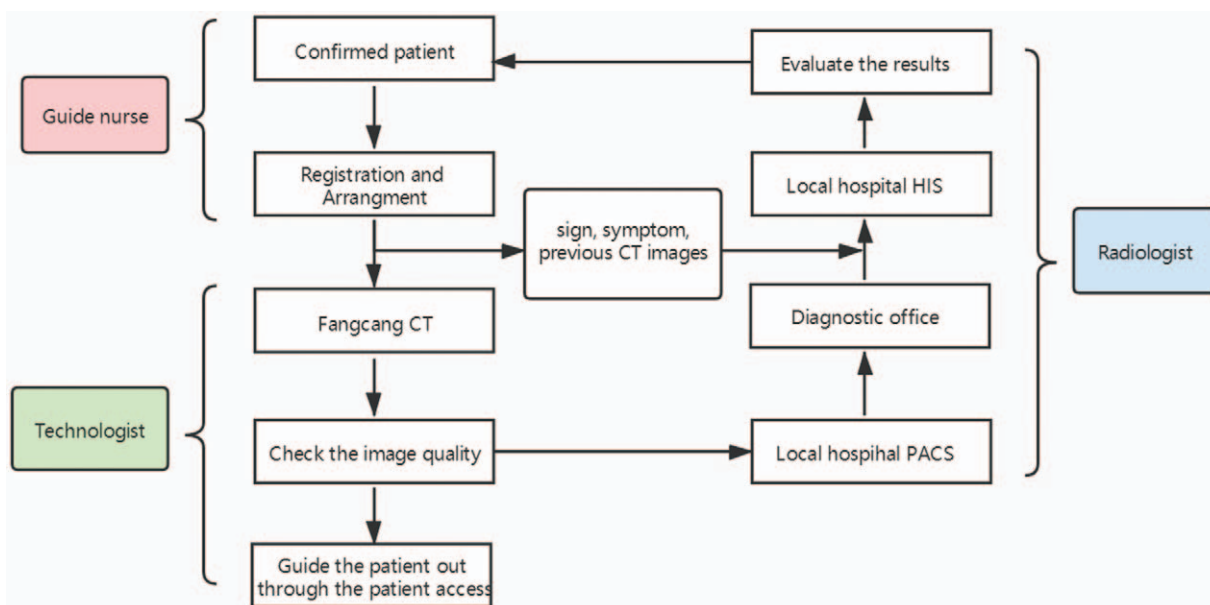 Confirmed patient
Evaluate the results
Guide nurse
Registration and
Arrangment
Local hospital HIS
sign, symptom,
previous CT images
Radiologist
Fangcang CT
Diagnostic office
Technologist
Check the image quality
Local hospihal PACS
Guide the patient out
through the patient access